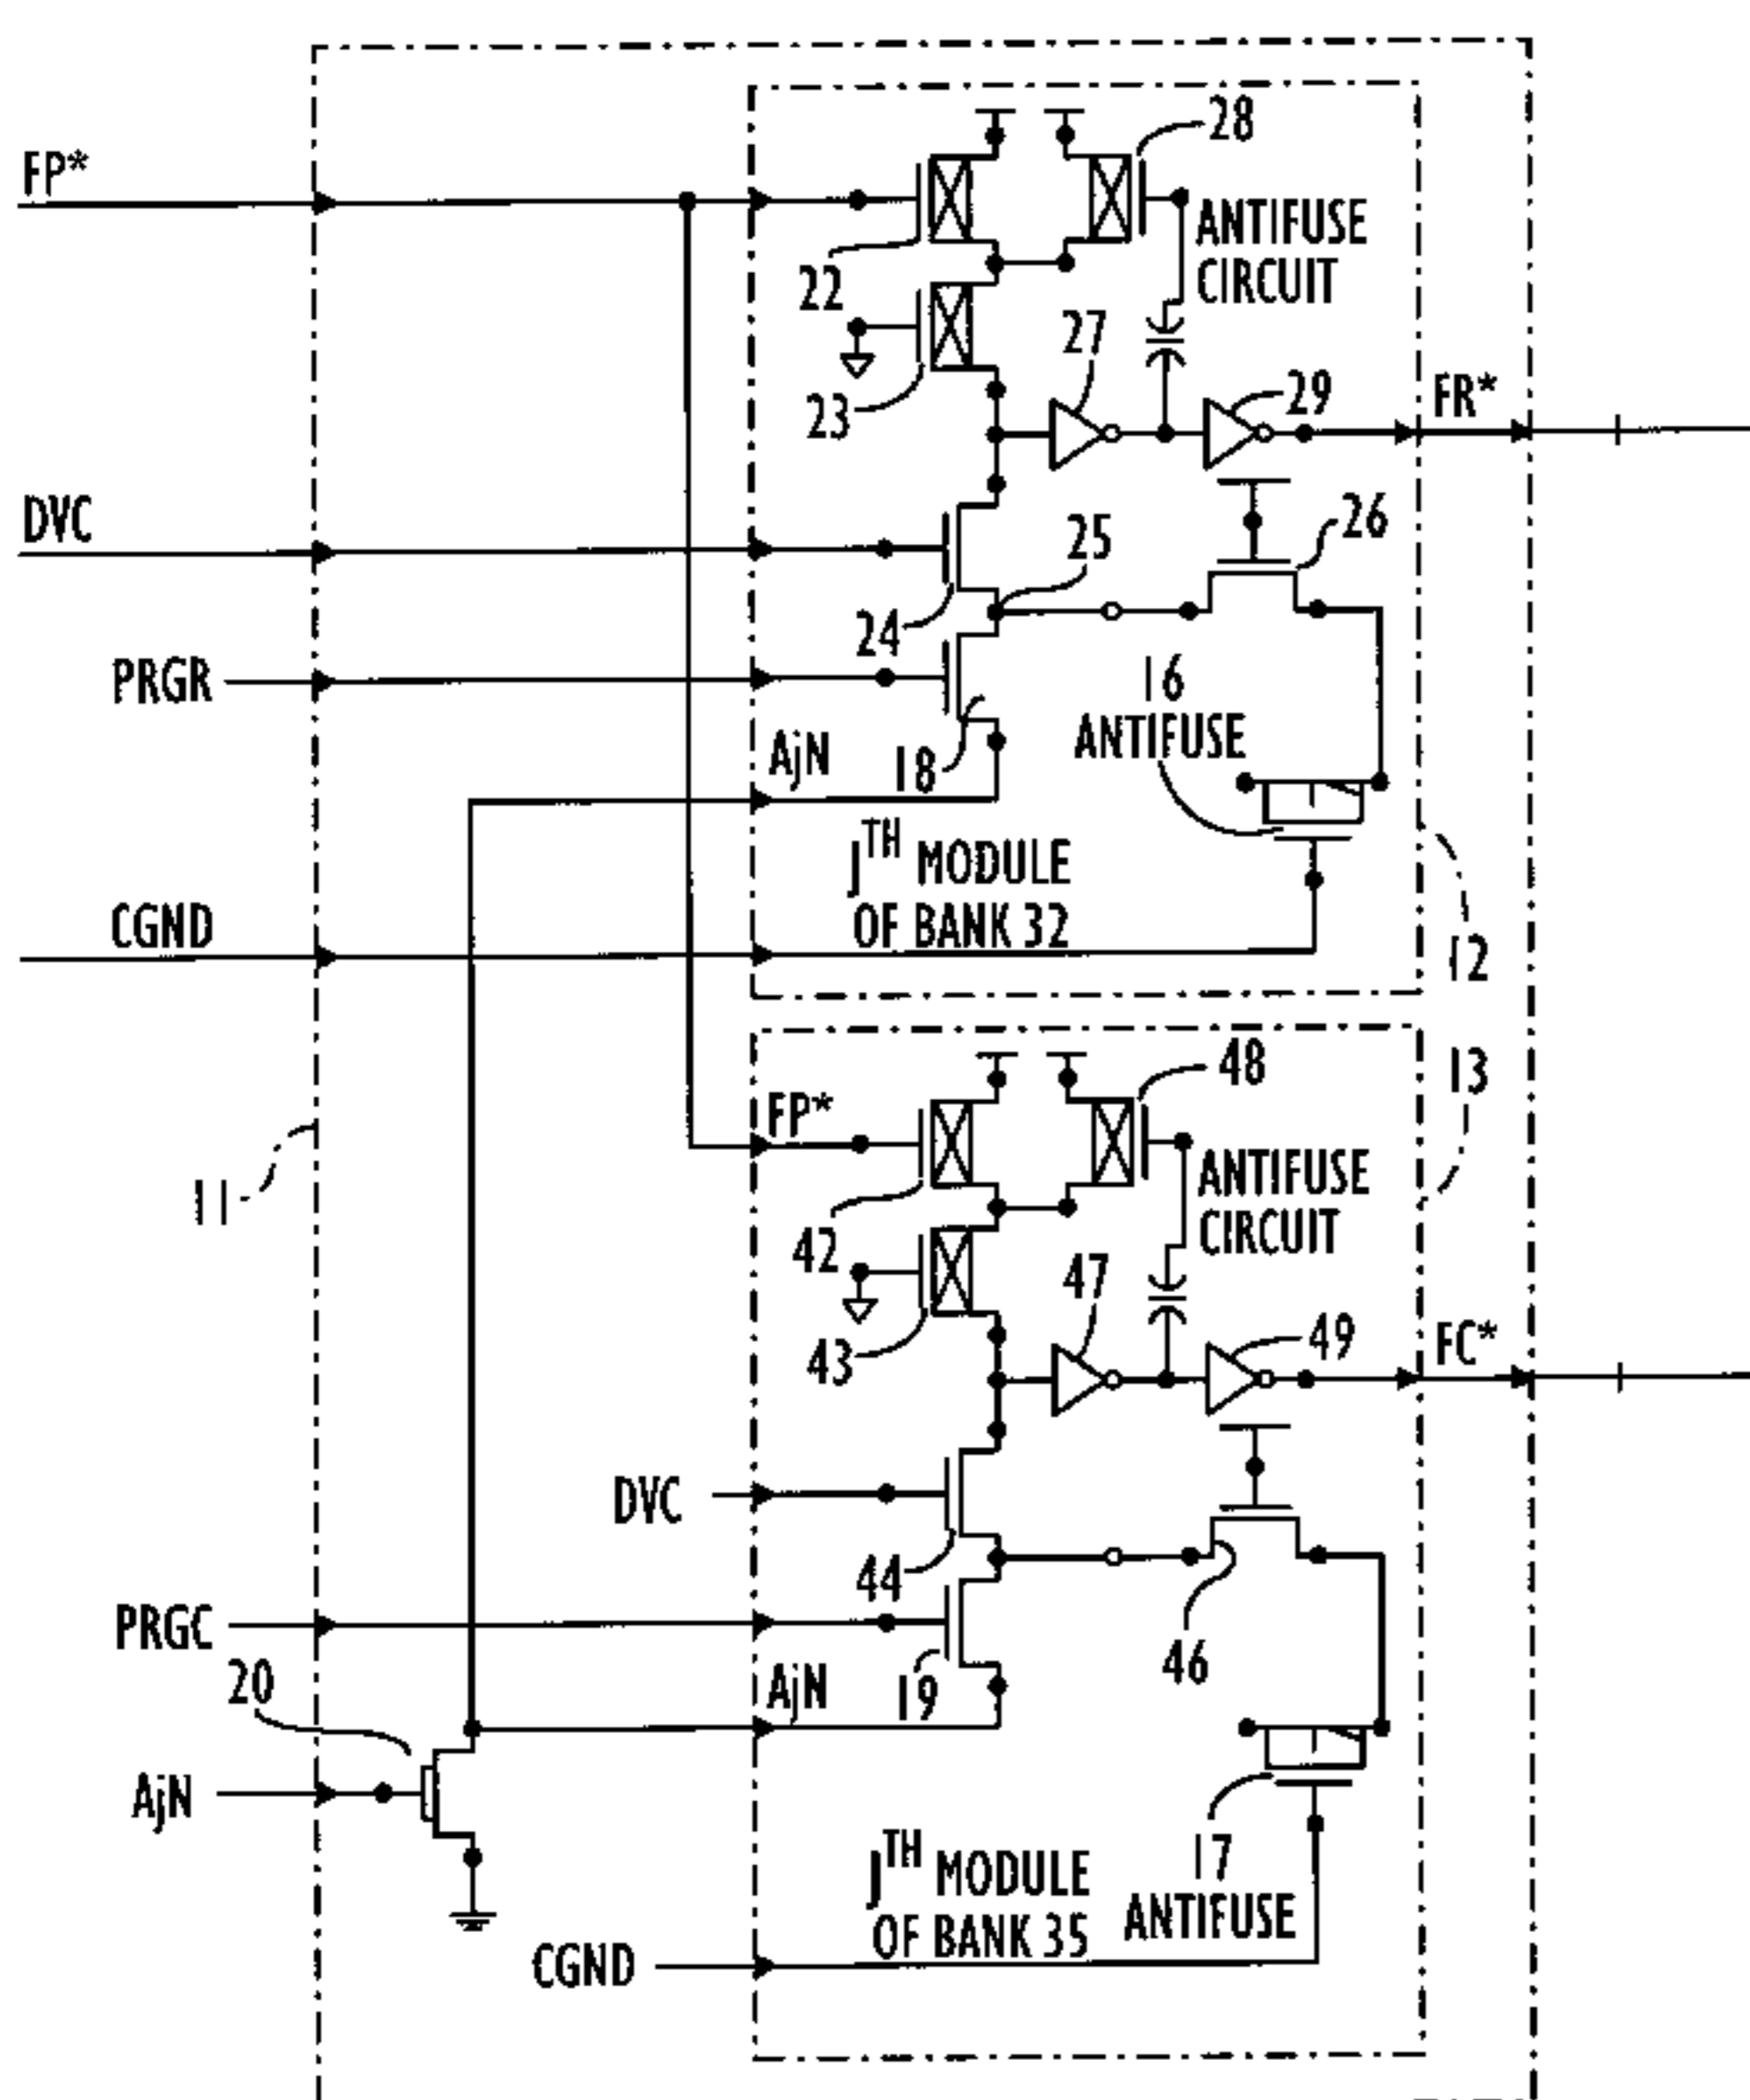 28
FP*
ANTIFUSE
CIRCUIT
22
27
23
29
FR*
DVC
25
26
24
PRGR
16
ANTIFUSE
AjN
18
JTH MODULE
OF BANK 32
CGND
12
48
13
FP*
ANTIFUSE
CIRCUIT
11
42
47
43
49
FC*
DVC
44
PRGC
46
20
AjN
19
AjN
17
ANTIFUSE
JTH MODULE
OF BANK 35
CGND